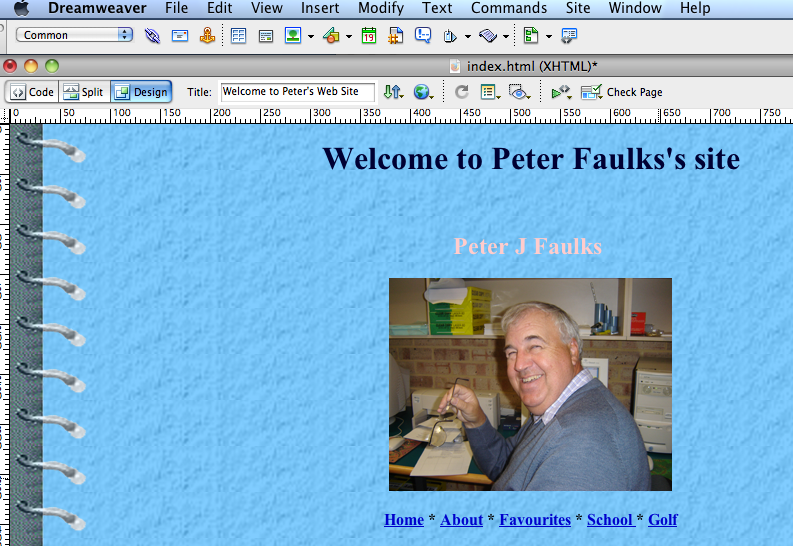 Dreamweaver File Edit View Insert Modify Text Commands Site Window Help
Common
index.html (XHTML)*
Code Split Design Title: Welcome to Peter's Web Site Check Page
0 50 100 150 200 250 300 350 400 450 500 550 600 650 700 750
Welcome to Peter Faulks's site
Peter J Faulks
Home * About * Favourites * School * Golf